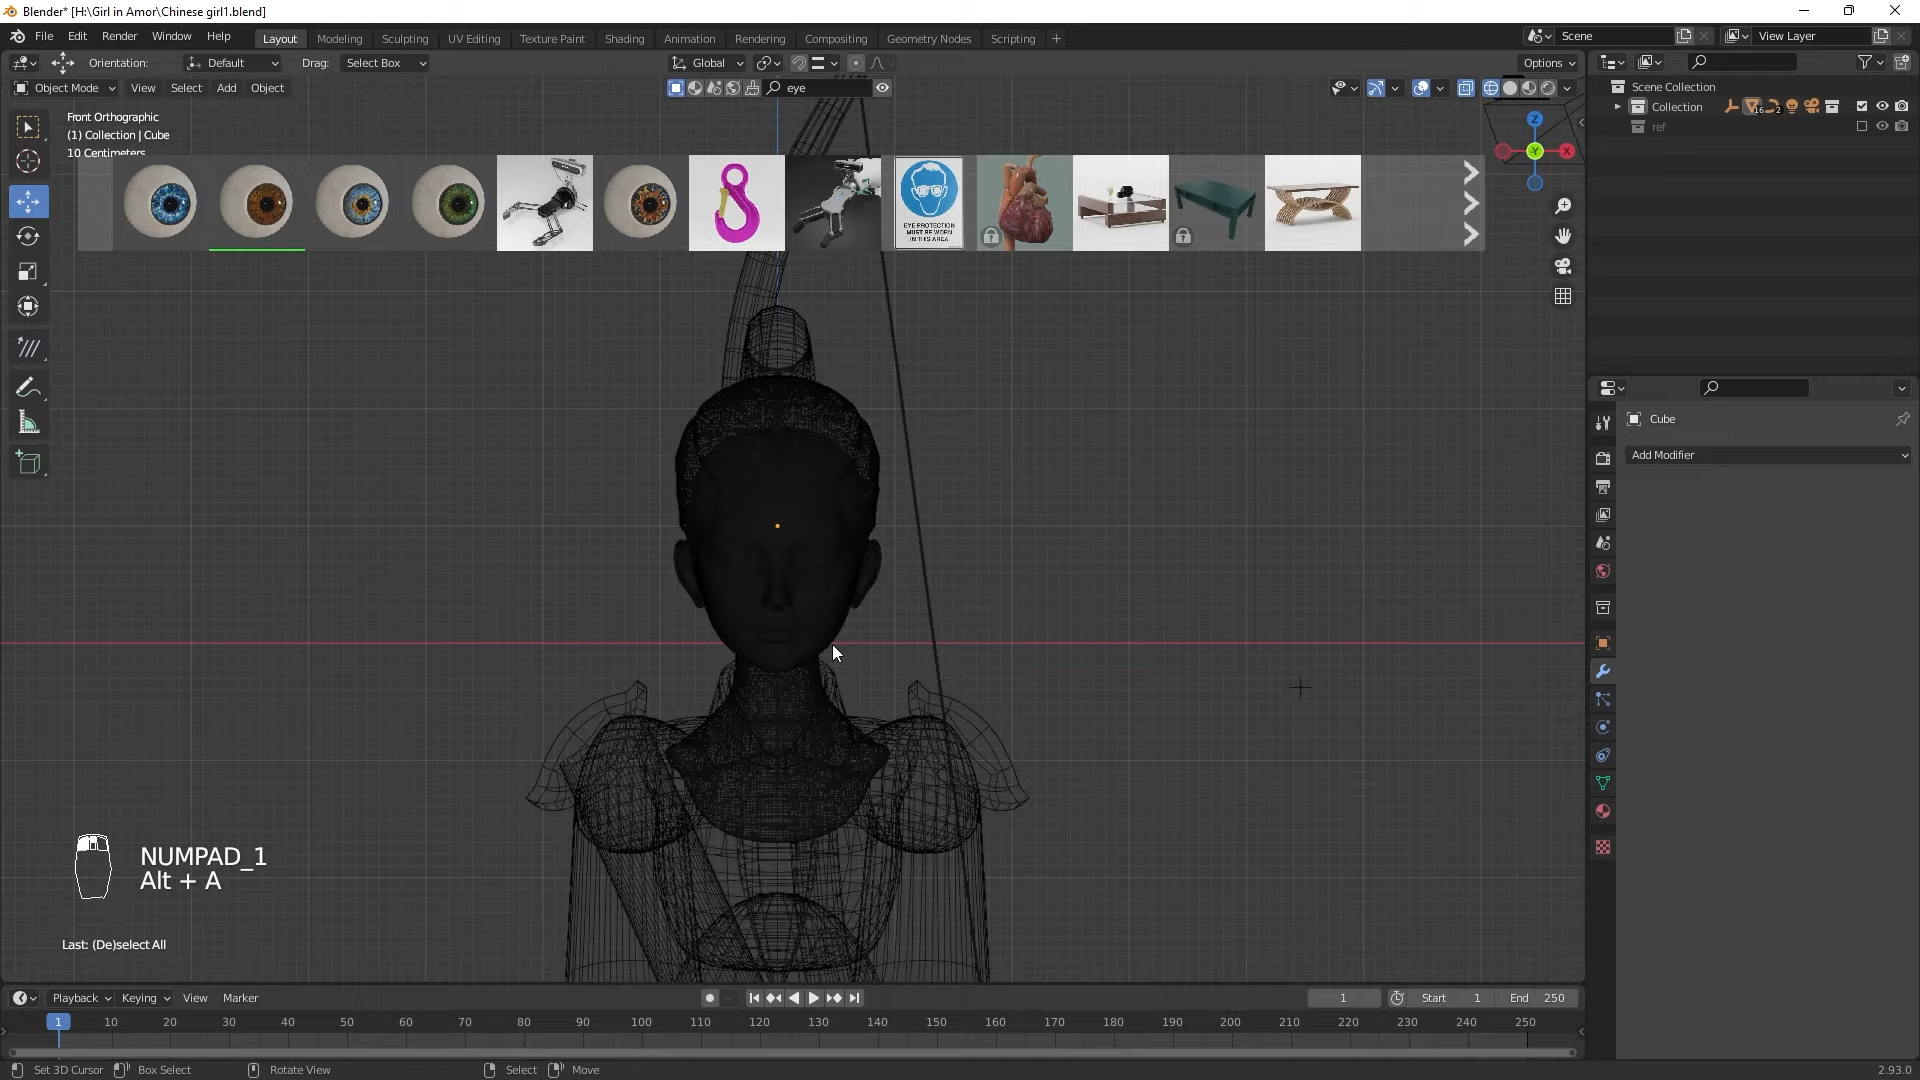 Blender* [H:\Girl in Amor\Chinese girl1.blend]
File Edit Render Window Help Layout Modeling Sculpting UV Editing Texture Paint Shading Animation Rendering Compositing Geometry Nodes Scripting + Scene View Layer
Orientation: Default Drag: Select Box Global Options
Object Mode View Select Add Object eye
Scene Collection
Collection 16 2
ref
Front Orthographic
(1) Collection | Cube
10 Centimeters
Z
Y
X
EYE PROTECTION
MUST BE WORN
IN THIS AREA
Cube
Add Modifier
NUMPAD_1
Alt + A
Last: (De)select All
Playback Keying View Marker 1 Start 1 End 250
1 10 20 30 40 50 60 70 80 90 100 110 120 130 140 150 160 170 180 190 200 210 220 230 240 250
Set 3D Cursor Box Select Rotate View Select Move 2.93.0